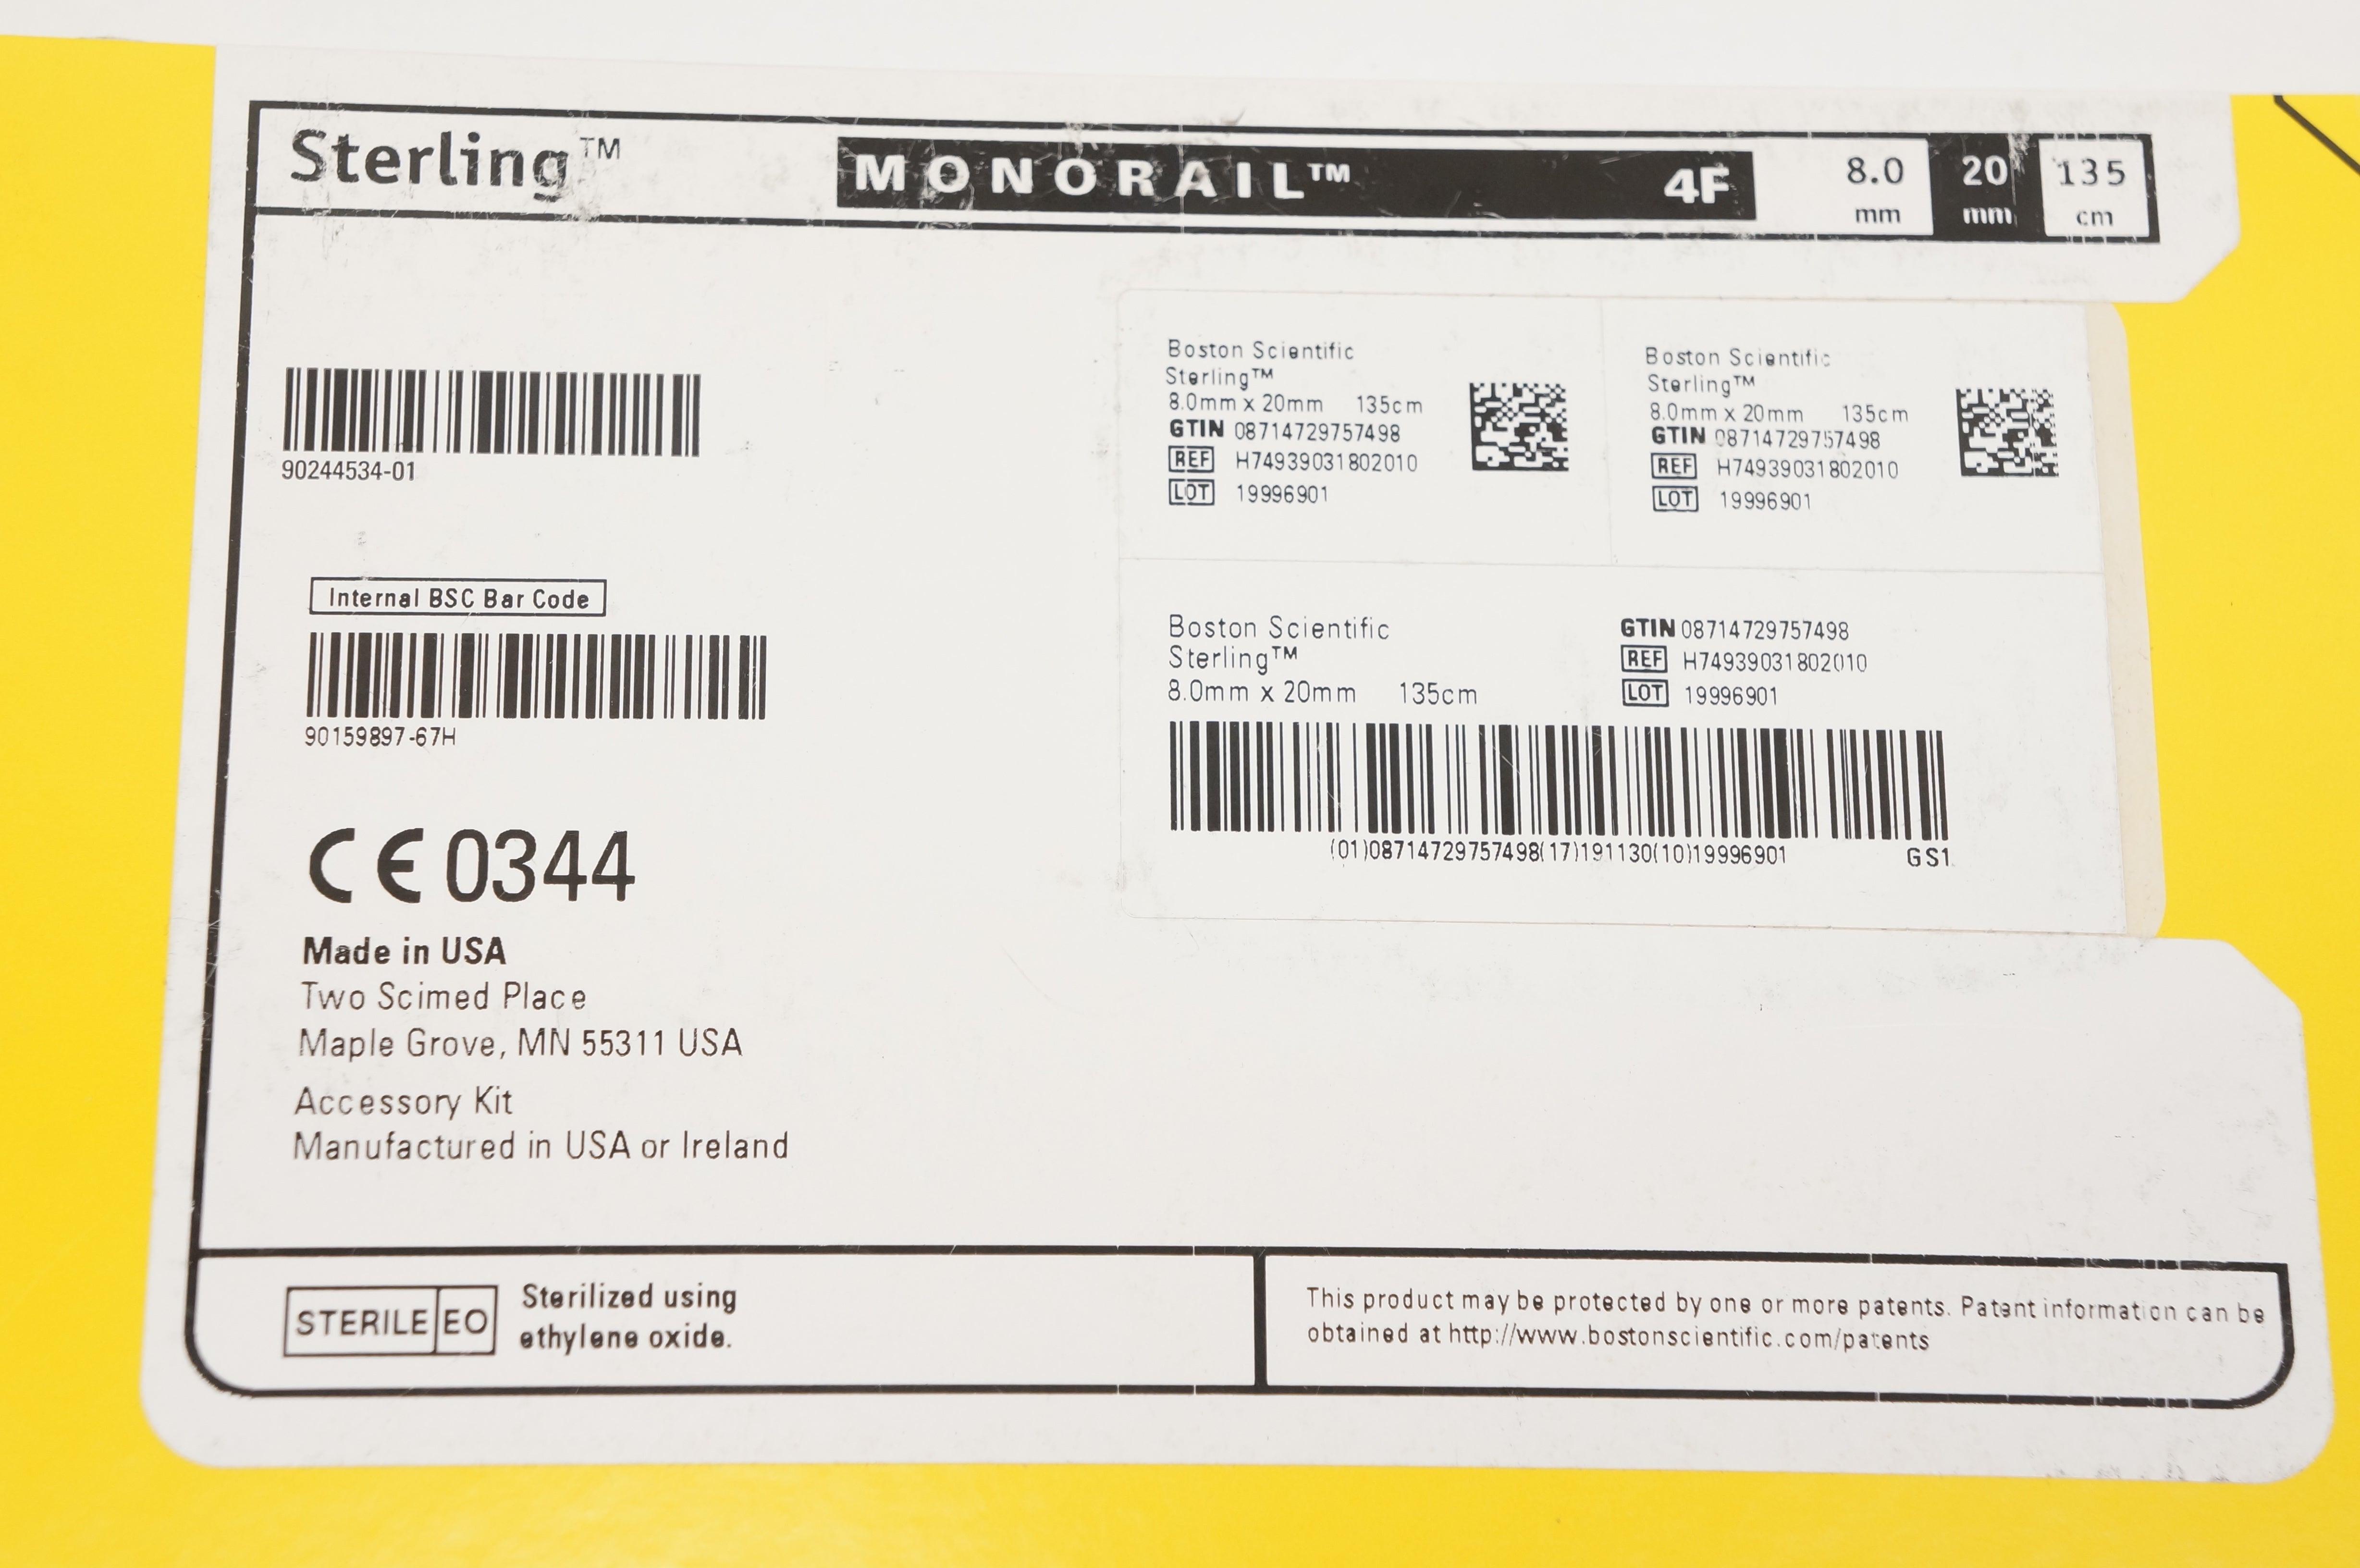 Sterling™ MONORAIL™ 4F 8.0 mm 20 mm 135 cm
90244534-01
Internal BSC Bar Code
90159897-67H
CE 0344
Made in USA
Two Scimed Place
Maple Grove, MN 55311 USA
Accessory Kit
Manufactured in USA or Ireland
Boston Scientific
Sterling™
8.0mm x 20mm 135cm
GTIN 08714729757498
REF H74939031802010
LOT 19996901
Boston Scientific
Sterling™
8.0mm x 20mm 135cm
GTIN 08714729757498
REF H74939031802010
LOT 19996901
Boston Scientific
Sterling™
8.0mm x 20mm 135cm
GTIN 08714729757498
REF H74939031802010
LOT 19996901
(01)08714729757498(17)191130(10)19996901 GS1
STERILE EO
Sterilized using
ethylene oxide.
This product may be protected by one or more patents. Patent information can be
obtained at http://www.bostonscientific.com/patents